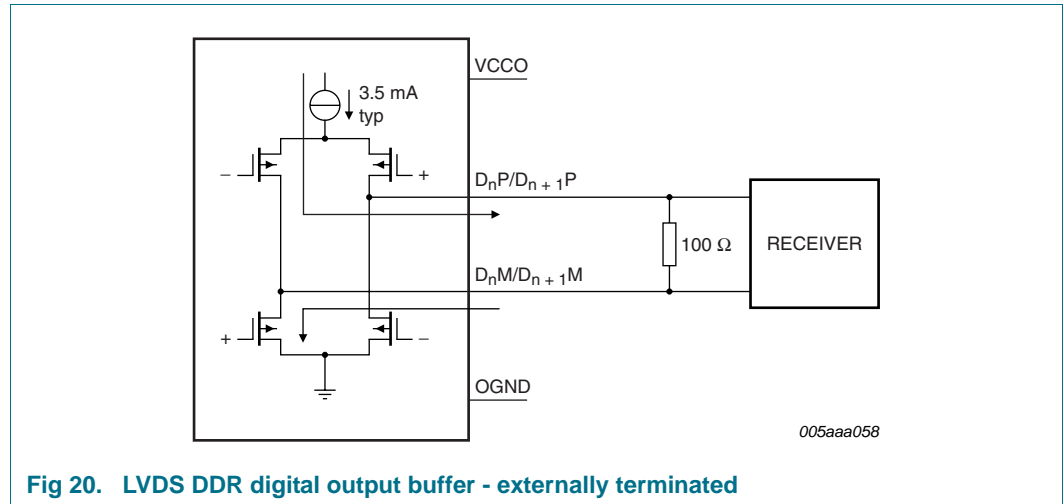 VCCO
3.5 mA
typ
− +
DnP/Dn + 1P
100 Ω
RECEIVER
DnM/Dn + 1M
+ −
OGND
005aaa058
Fig 20. LVDS DDR digital output buffer - externally terminated